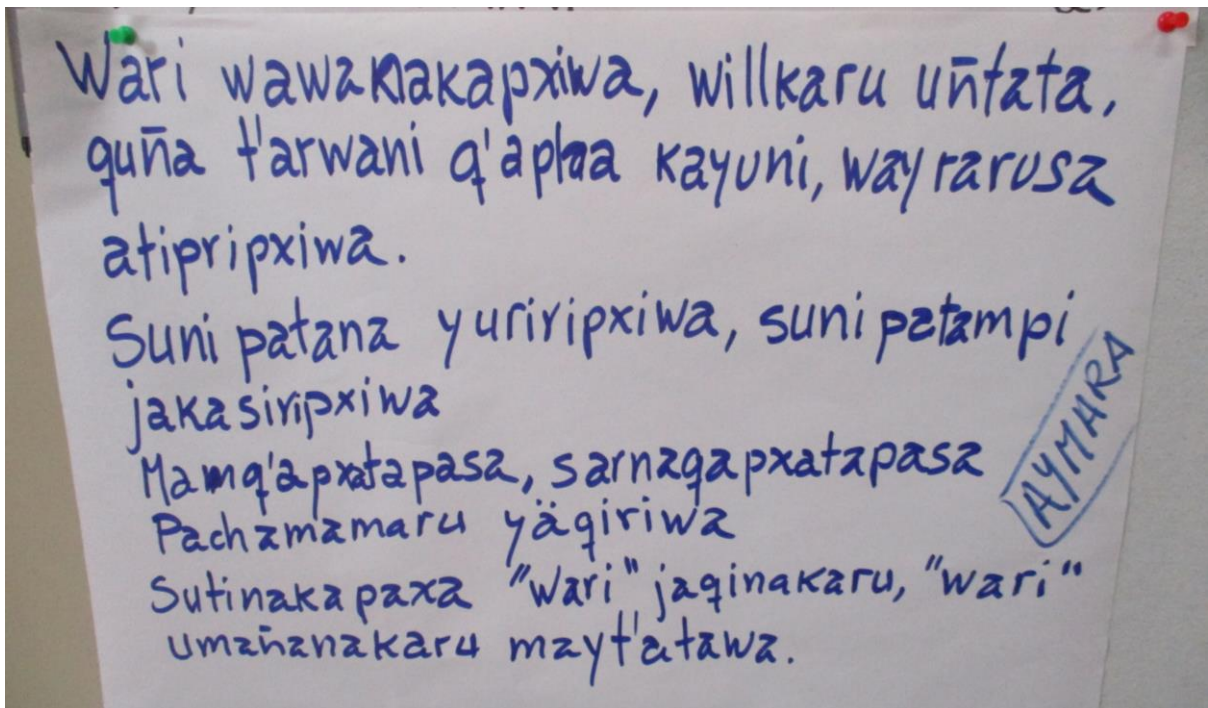 Wari wawanakapxiwa, willkaru uñtata,
quña t'arwani q'aphaa kayuni, wayrarusa
atipripxiwa.
Suni patana yuriripxiwa, suni patampi
jakasiripxiwa
Manq'apxatapasa, sarnaqapxatapasa
Pachamamaru yäqiriwa
Sutinakapaxa "Wari" jaqinakaru, "wari"
umañanakaru mayt'atawa.
AYMARA